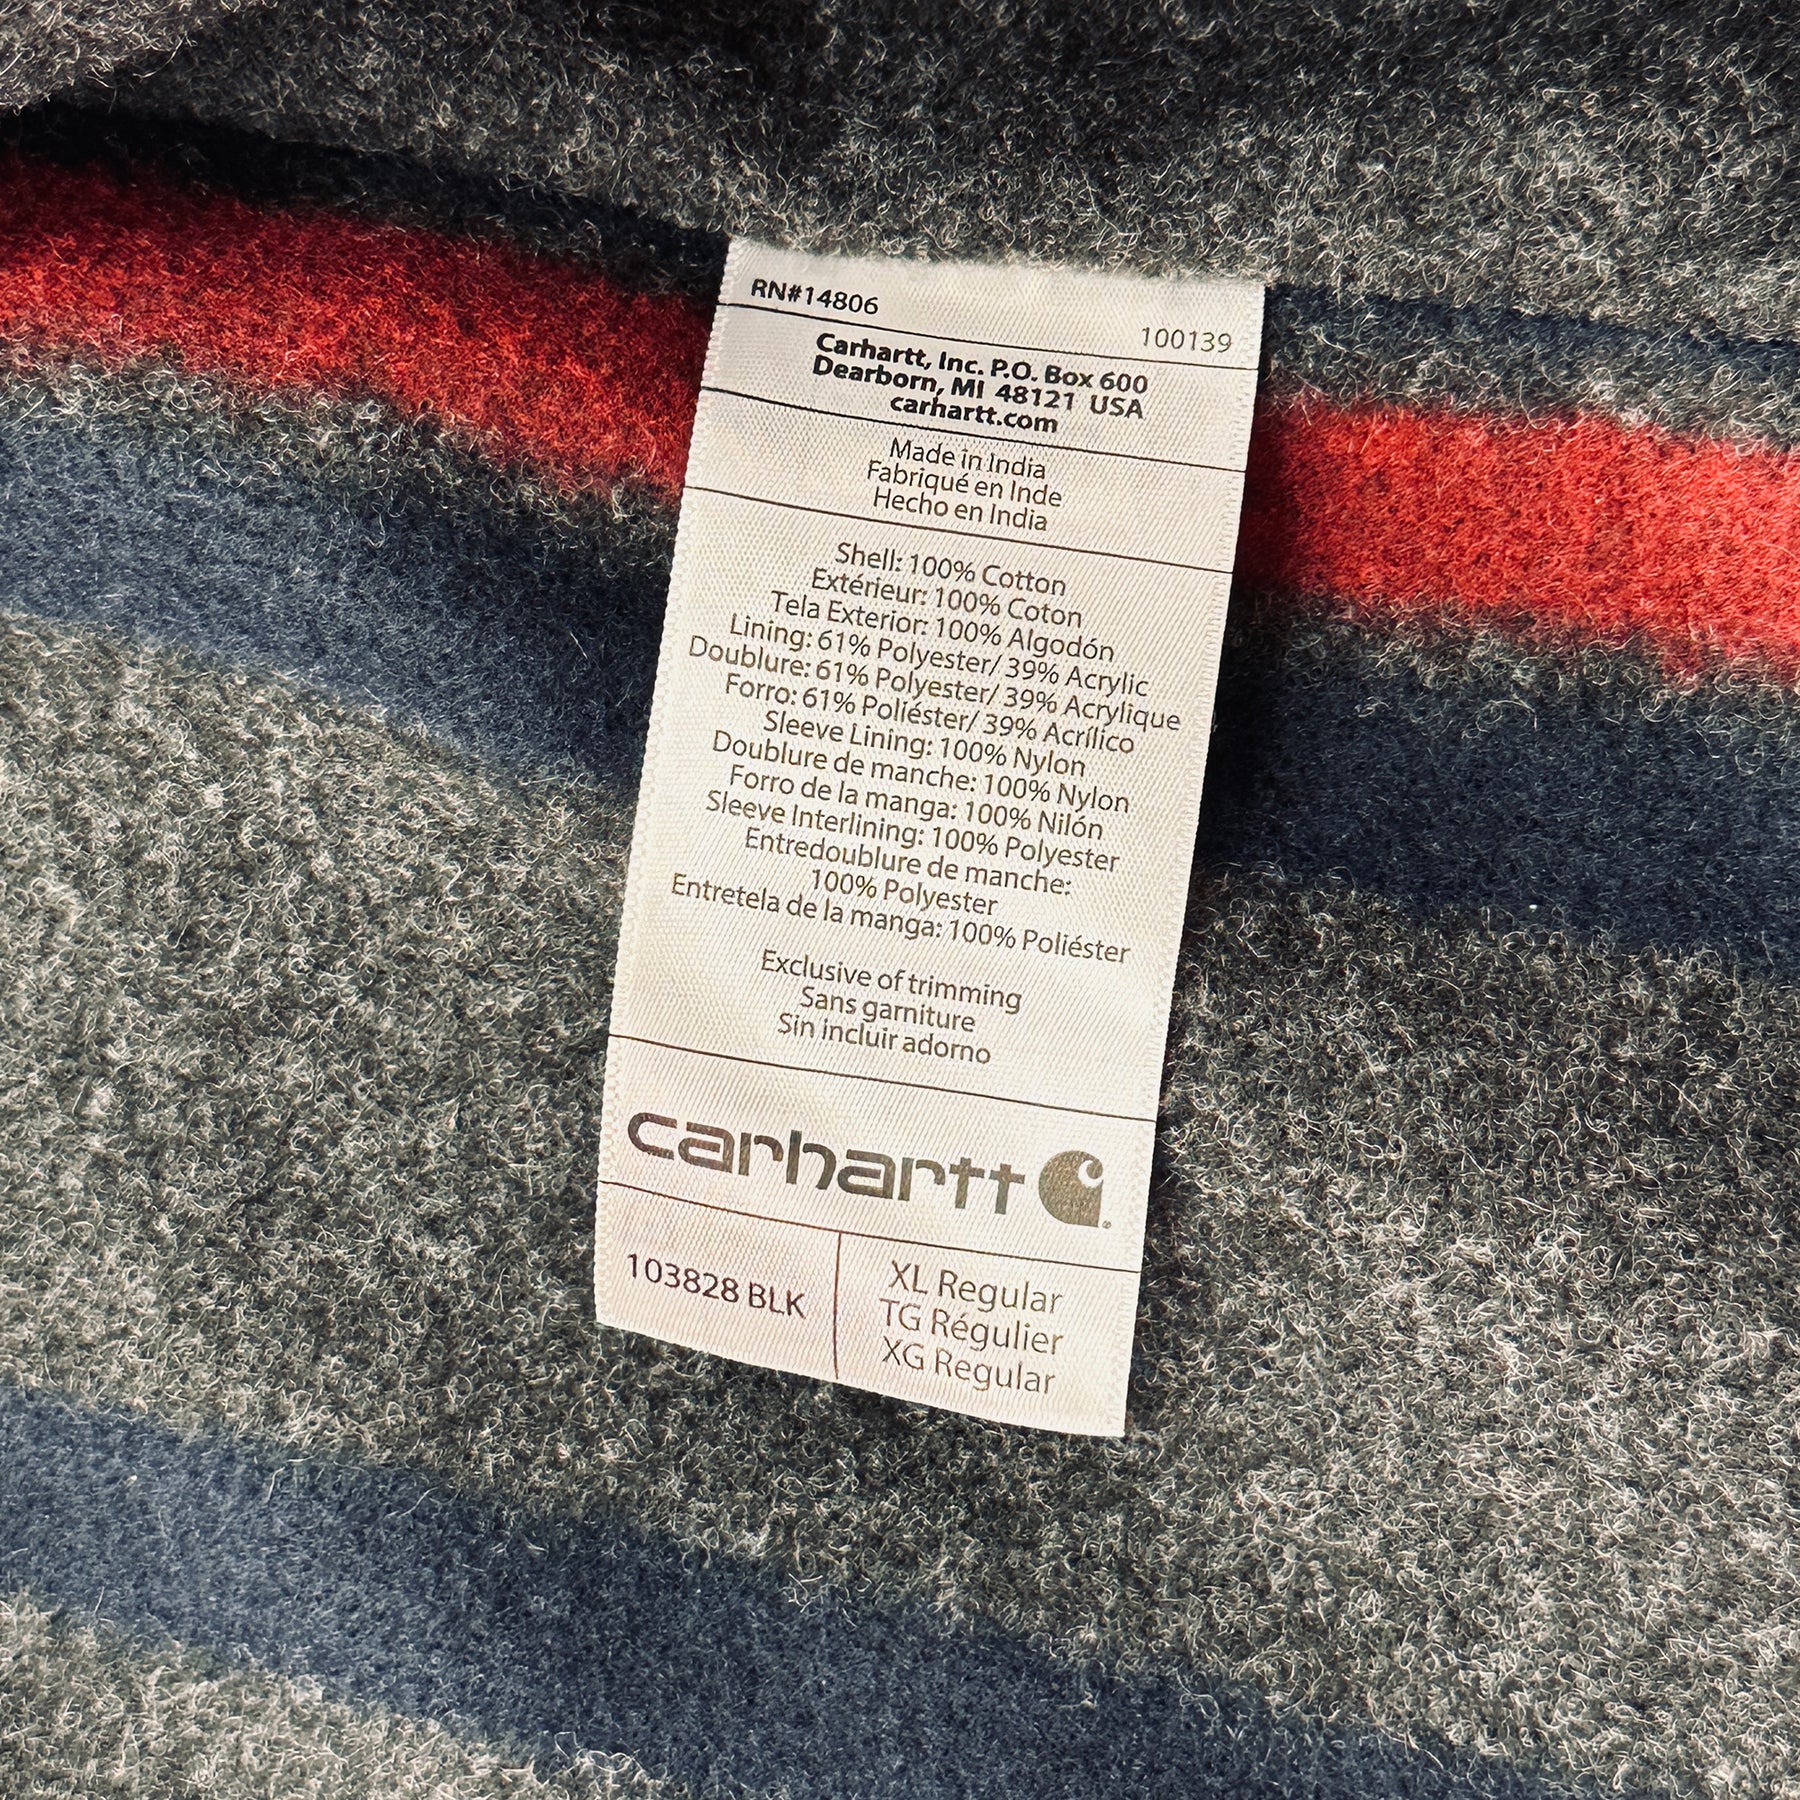 RN#14806
100139
Carhartt, Inc. P.O. Box 600
Dearborn, MI 48121 USA
carhartt.com
Made in India
Fabriqué en Inde
Hecho en India
Shell: 100% Cotton
Extérieur: 100% Coton
Tela Exterior: 100% Algodón
Lining: 61% Polyester/ 39% Acrylic
Doublure: 61% Polyester/ 39% Acrylique
Forro: 61% Poliéster/ 39% Acrílico
Sleeve Lining: 100% Nylon
Doublure de manche: 100% Nylon
Forro de la manga: 100% Nilón
Sleeve Interlining: 100% Polyester
Entredoublure de manche:
100% Polyester
Entretela de la manga: 100% Poliéster
Exclusive of trimming
Sans garniture
Sin incluir adorno
carhartt
103828 BLK
XL Regular
TG Régulier
XG Regular